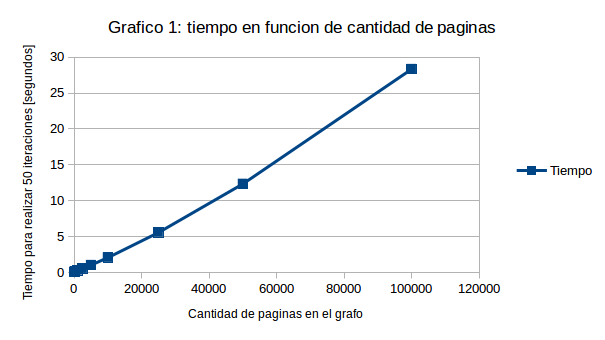 Grafico 1: tiempo en funcion de cantidad de paginas
Tiempo para realizar 50 iteraciones [segundos]
30
25
20
15
10
5
0
0 20000 40000 60000 80000 100000 120000
Cantidad de paginas en el grafo
Tiempo